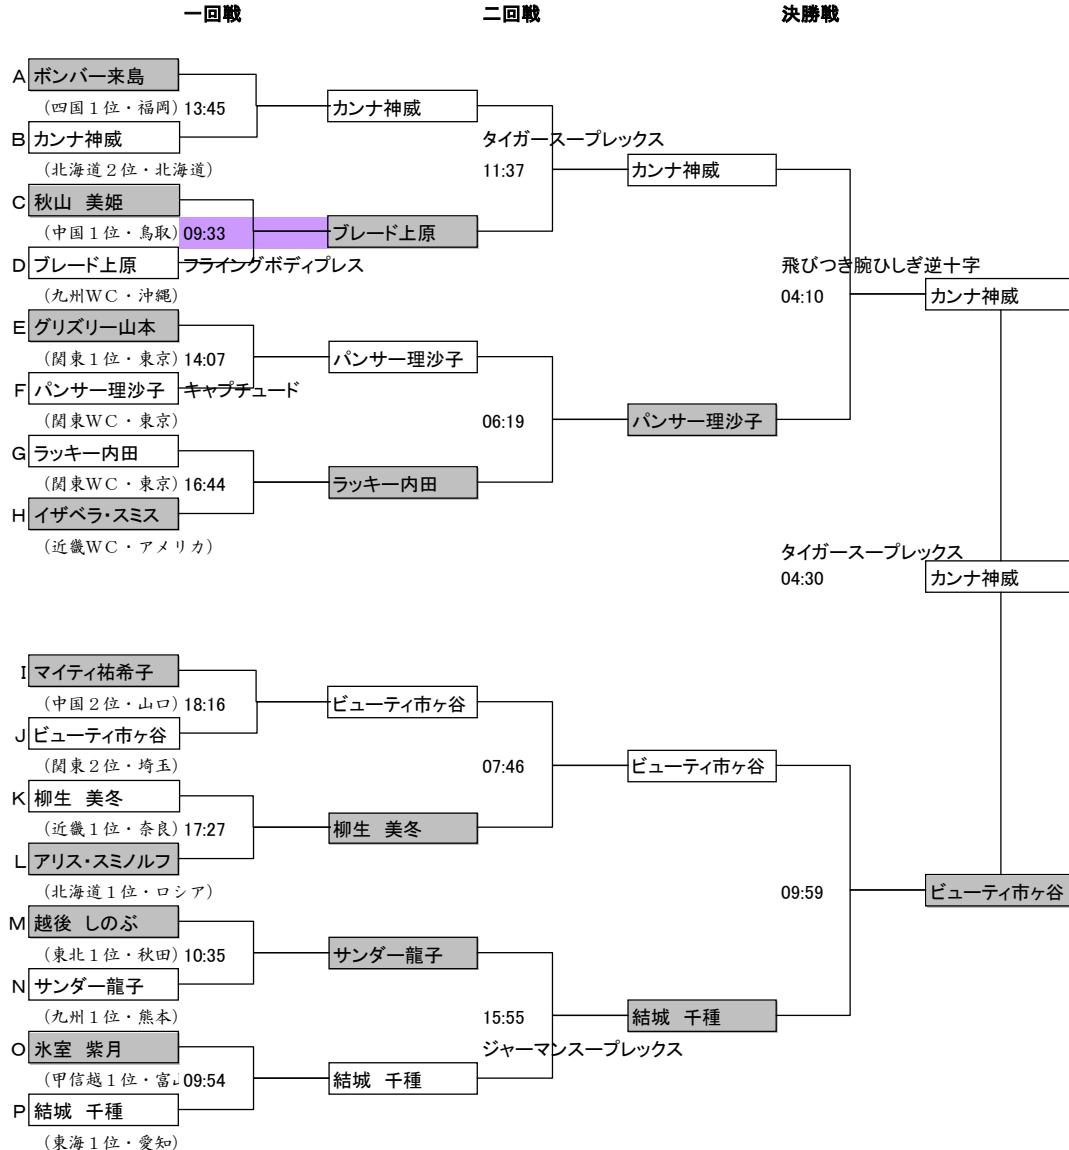 一回戦 二回戦 決勝戦
A ボンバー来島
(四国1位・福岡) 13:45 カンナ神威
B カンナ神威 タイガースープレックス
(北海道2位・北海道) 11:37 カンナ神威
C 秋山 美姫
(中国1位・鳥取) 09:33 ブレード上原
D ブレード上原 フライングボディプレス 飛びつき腕ひしぎ逆十字
(九州WC・沖縄) 04:10 カンナ神威
E グリズリー山本
(関東1位・東京) 14:07 パンサー理沙子
F パンサー理沙子 キャプチュード
(関東WC・東京) 06:19 パンサー理沙子
G ラッキー内田
(関東WC・東京) 16:44 ラッキー内田
H イザベラ・スミス
(近畿WC・アメリカ) タイガースープレックス
04:30 カンナ神威
I マイティ祐希子
(中国2位・山口) 18:16 ビューティ市ヶ谷
J ビューティ市ヶ谷
(関東2位・埼玉) 07:46 ビューティ市ヶ谷
K 柳生 美冬
(近畿1位・奈良) 17:27 柳生 美冬
L アリス・スミノルフ
(北海道1位・ロシア) 09:59 ビューティ市ヶ谷
M 越後 しのぶ
(東北1位・秋田) 10:35 サンダー龍子
N サンダー龍子
(九州1位・熊本) 15:55 結城 千種
O 氷室 紫月 ジャーマンスープレックス
(甲信越1位・富 09:54 結城 千種
P 結城 千種
(東海1位・愛知)